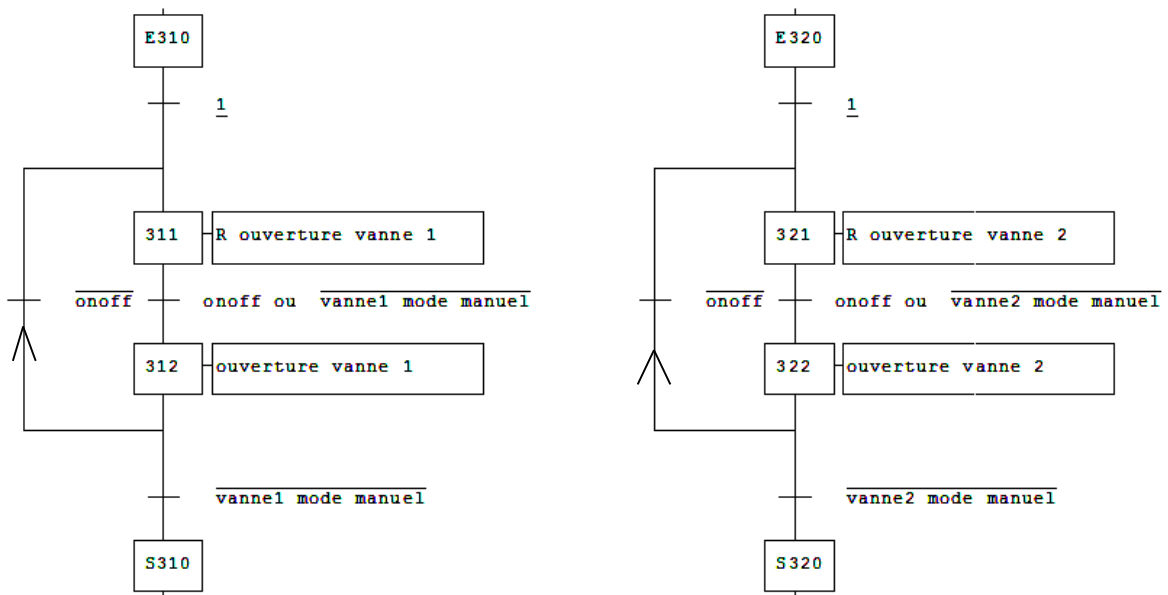 E310
1
311
R ouverture vanne 1
onoff
onoff ou vanne1 mode manuel
312
ouverture vanne 1
vanne1 mode manuel
S310
E320
1
321
R ouverture vanne 2
onoff
onoff ou vanne2 mode manuel
322
ouverture vanne 2
vanne2 mode manuel
S320